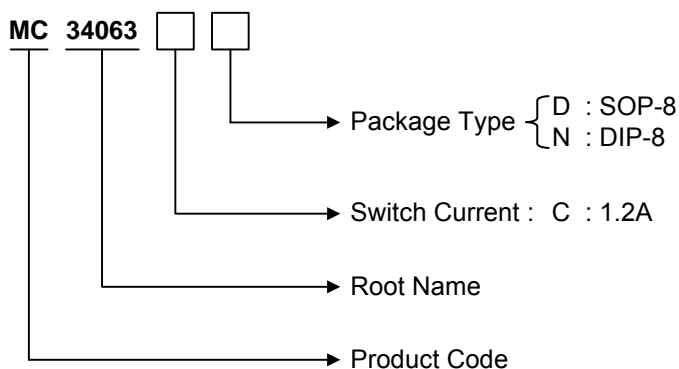 MC 34063
Package Type D : SOP-8
N : DIP-8
Switch Current : C : 1.2A
Root Name
Product Code